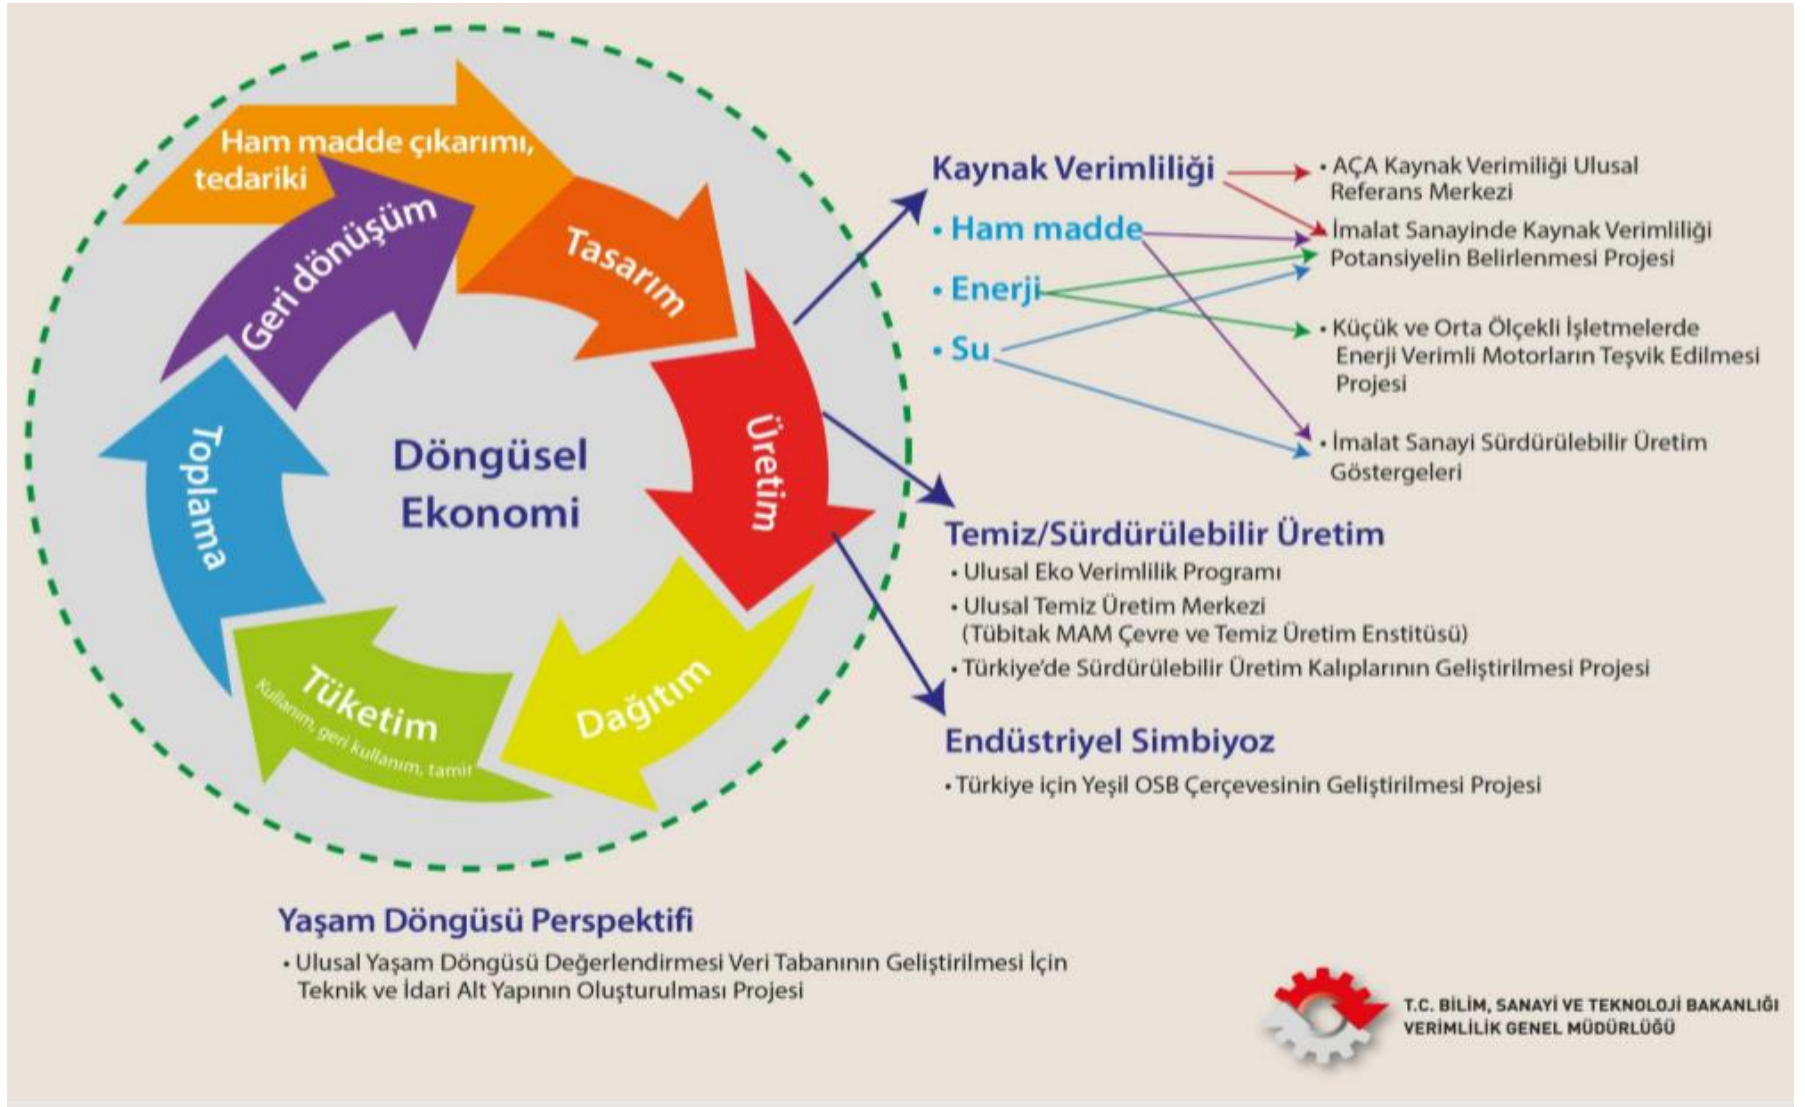 Ham madde çıkarımı,
tedariki
Geri dönüşüm
Tasarım
Üretim
Dağıtım
Tüketim
Kullanım, geri kullanım, tamir
Toplama
Döngüsel
Ekonomi
Kaynak Verimliliği
• Ham madde
• Enerji
• Su
• AÇA Kaynak Verimiliği Ulusal
Referans Merkezi
İmalat Sanayinde Kaynak Verimliliği
Potansiyelin Belirlenmesi Projesi
• Küçük ve Orta Ölçekli İşletmelerde
Enerji Verimli Motorların Teşvik Edilmesi
Projesi
• İmalat Sanayi Sürdürülebilir Üretim
Göstergeleri
Temiz/Sürdürülebilir Üretim
• Ulusal Eko Verimlilik Programı
• Ulusal Temiz Üretim Merkezi
(Tübitak MAM Çevre ve Temiz Üretim Enstitüsü)
• Türkiye'de Sürdürülebilir Üretim Kalıplarının Geliştirilmesi Projesi
Endüstriyel Simbiyoz
• Türkiye için Yeşil OSB Çerçevesinin Geliştirilmesi Projesi
Yaşam Döngüsü Perspektifi
• Ulusal Yaşam Döngüsü Değerlendirmesi Veri Tabanının Geliştirilmesi İçin
Teknik ve İdari Alt Yapının Oluşturulması Projesi
T.C. BİLİM, SANAYİ VE TEKNOLOJİ BAKANLIĞI
VERİMLİLİK GENEL MÜDÜRLÜĞÜ